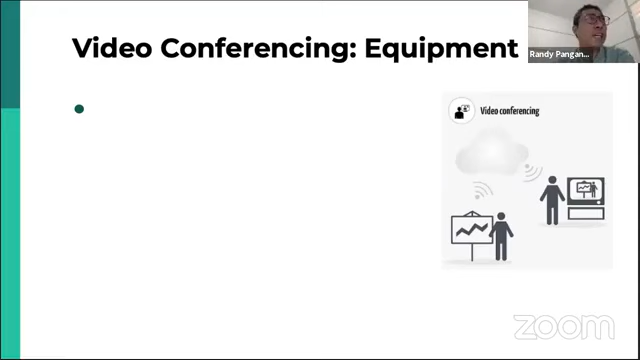 Video Conferencing: Equipment
Randy Pangan...
Video conferencing
zoom